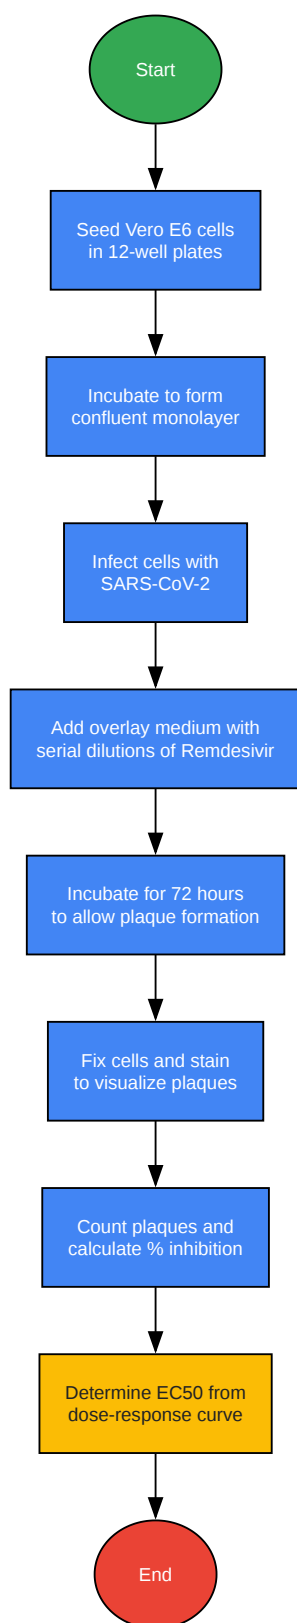 Start
Seed Vero E6 cells
in 12-well plates
Incubate to form
confluent monolayer
Infect cells with
SARS-CoV-2
Add overlay medium with
serial dilutions of Remdesivir
Incubate for 72 hours
to allow plaque formation
Fix cells and stain
to visualize plaques
Count plaques and
calculate % inhibition
Determine EC50 from
dose-response curve
End